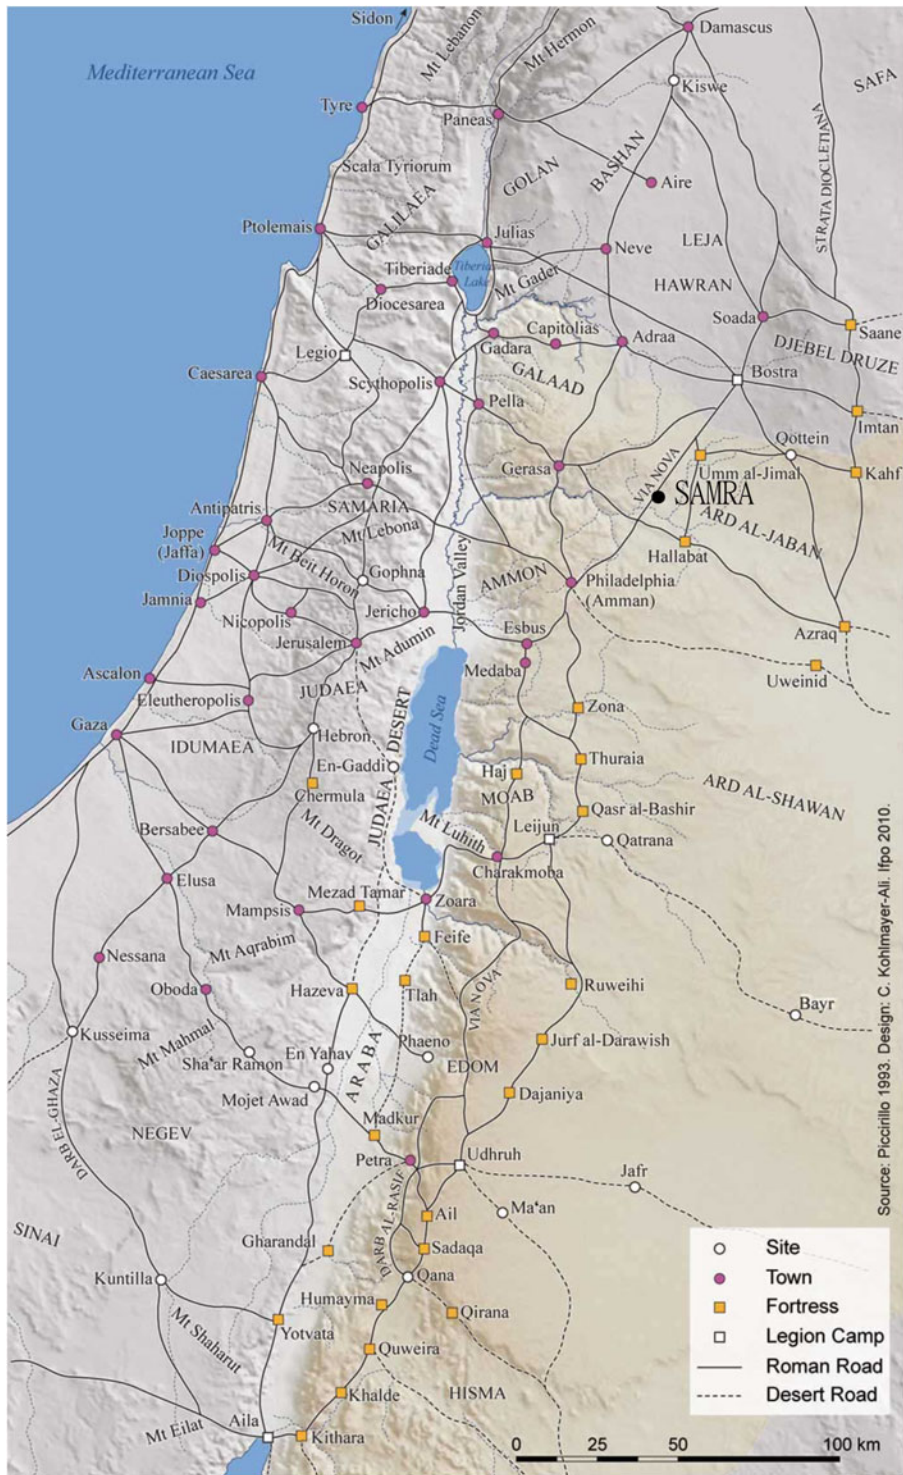 Sidon
Mt Lebanon
Mt Hermon
Damascus
Mediterranean Sea
Kiswe
SAFA
Tyre
Paneas
STRATA DIOCLETIANA
Scala Tyriorum
BASHAN
GOLAN
Aire
GALILAEA
Ptolemais
Julias
Neve
LEJA
Tiberiade
Tiberias
Lake
Mt Gader
HAWRAN
Diocesarea
Capitolias
Soada
Saane
Legio
Gadara
Adraa
DJEBEL DRUZE
Caesarea
Scythopolis
GALAAD
Bostra
Pella
Imtan
Qottein
Neapolis
Gerasa
VIA NOVA
Umm al-Jimal
Kahf
SAMARIA
SAMRA
Antipatris
Mt Lebona
ARD AL-JABAN
Joppe
(Jaffa)
Mt Beit Horon
Hallabat
Diospolis
Gophna
Jordan Valley
AMMON
Philadelphia
(Amman)
Jamnia
Nicopolis
Jericho
Esbus
Azraq
Jerusalem
Mt Adumin
Medaba
Uweinid
Ascalon
Eleutheropolis
JUDAEA
Zona
Gaza
IDUMAEA
Hebron
JUDAEA DESERT
Dead Sea
En-Gaddi
Thuraia
Chermula
Haj
MOAB
ARD AL-SHAWAN
Qasr al-Bashir
Bersabee
Mt Dragot
Mt Luhith
Leijun
Qatrana
Elusa
Charakmoba
Mezad Tamar
Mampsis
Zoara
Mt Aqrabim
Feife
Nessana
Oboda
Hazeva
Tlah
VIA NOVA
Ruweihi
Bayr
Kusseima
Mt Mahmal
Sha'ar Ramon
En Yahav
ARABA
Phaeno
EDOM
Jurf al-Darawish
Mojet Awad
Dajaniya
DARB EL-GHAZA
NEGEV
Madkur
Petra
Udhruh
Jafr
DARB AL-RASIF
Ail
Ma'an
SINAI
Gharandal
Sadaqa
Kuntilla
Qana
Humayma
Qirana
Mt Shaharut
Yotvata
Quweira
Khalde
HISMA
Mt Eilat
Aila
Kithara
Source: Piccirillo 1993. Design: C. Kohlmayer-Ali. Ifpo 2010.
Site
Town
Fortress
Legion Camp
Roman Road
Desert Road
0 25 50 100 km